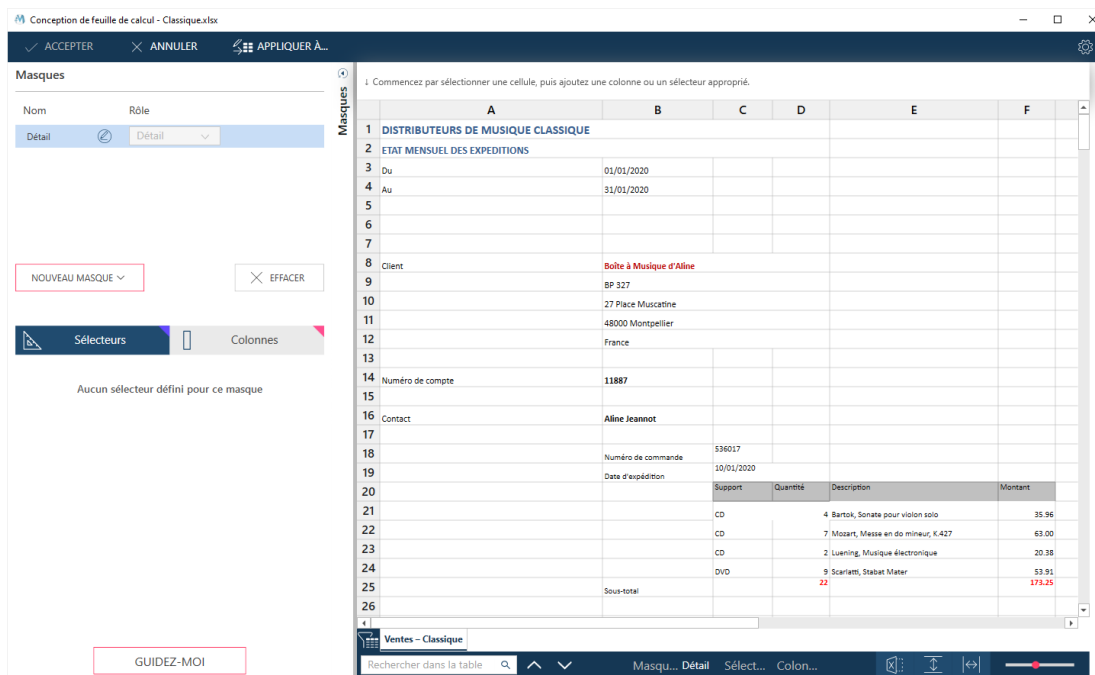 Conception de feuille de calcul - Classique.xlsx
ACCEPTER ANNULER APPLIQUER À...
Masques
Nom Rôle
Détail Détail
NOUVEAU MASQUE EFFACER
Sélecteurs Colonnes
Aucun sélecteur défini pour ce masque
GUIDEZ-MOI
Masques
↓ Commencez par sélectionner une cellule, puis ajoutez une colonne ou un sélecteur approprié.
A B C D E F
1 DISTRIBUTEURS DE MUSIQUE CLASSIQUE
2 ETAT MENSUEL DES EXPEDITIONS
3 Du 01/01/2020
4 Au 31/01/2020
5
6
7
8 Client Boîte à Musique d'Aline
9 BP 327
10 27 Place Muscatine
11 48000 Montpellier
12 France
13
14 Numéro de compte 11887
15
16 Contact Aline Jeannot
17
18 Numéro de commande 536017
19 Date d'expédition 10/01/2020
20 Support Quantité Description Montant
21 CD 4 Bartok, Sonate pour violon solo 35.96
22 CD 7 Mozart, Messe en do mineur, K.427 63.00
23 CD 2 Luening, Musique électronique 20.38
24 DVD 9 Scarlatti, Stabat Mater 53.91
25 Sous-total 22 173.25
26
Ventes – Classique
Rechercher dans la table Masqu... Détail Sélect... Colon...